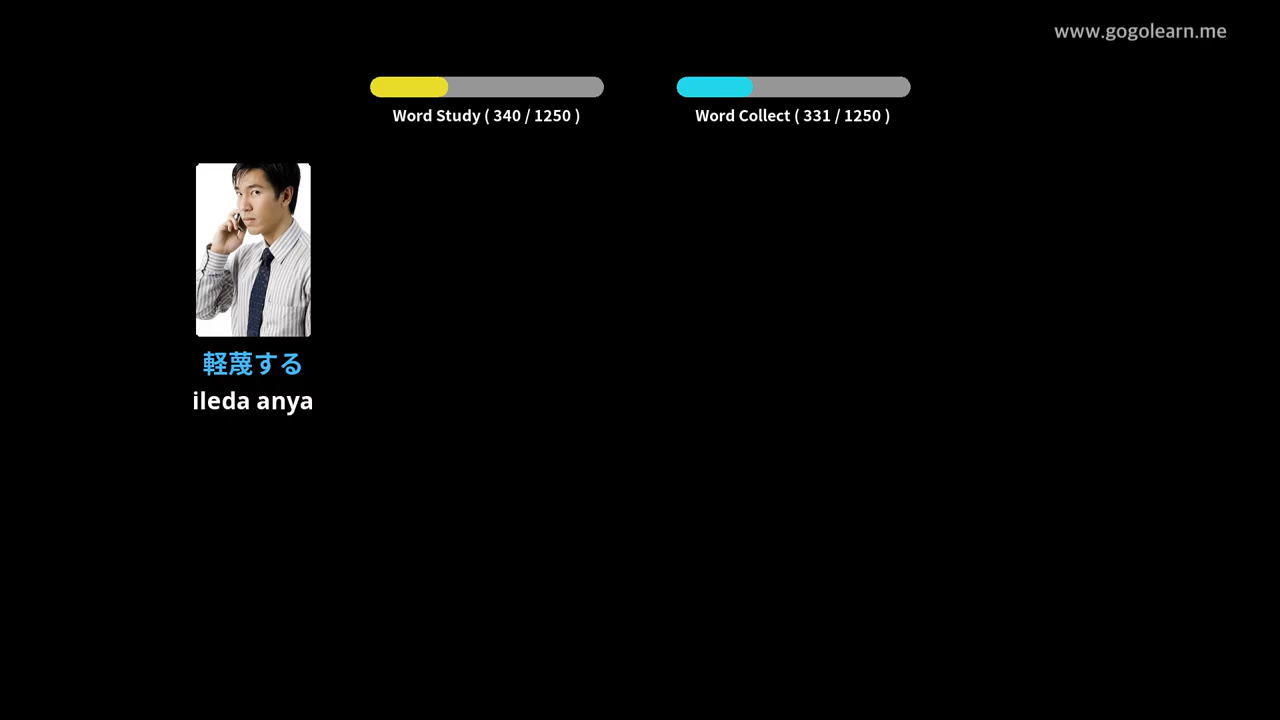 www.gogolearn.me
Word Study ( 340 / 1250 )
Word Collect ( 331 / 1250 )
軽蔑する
ileda anya